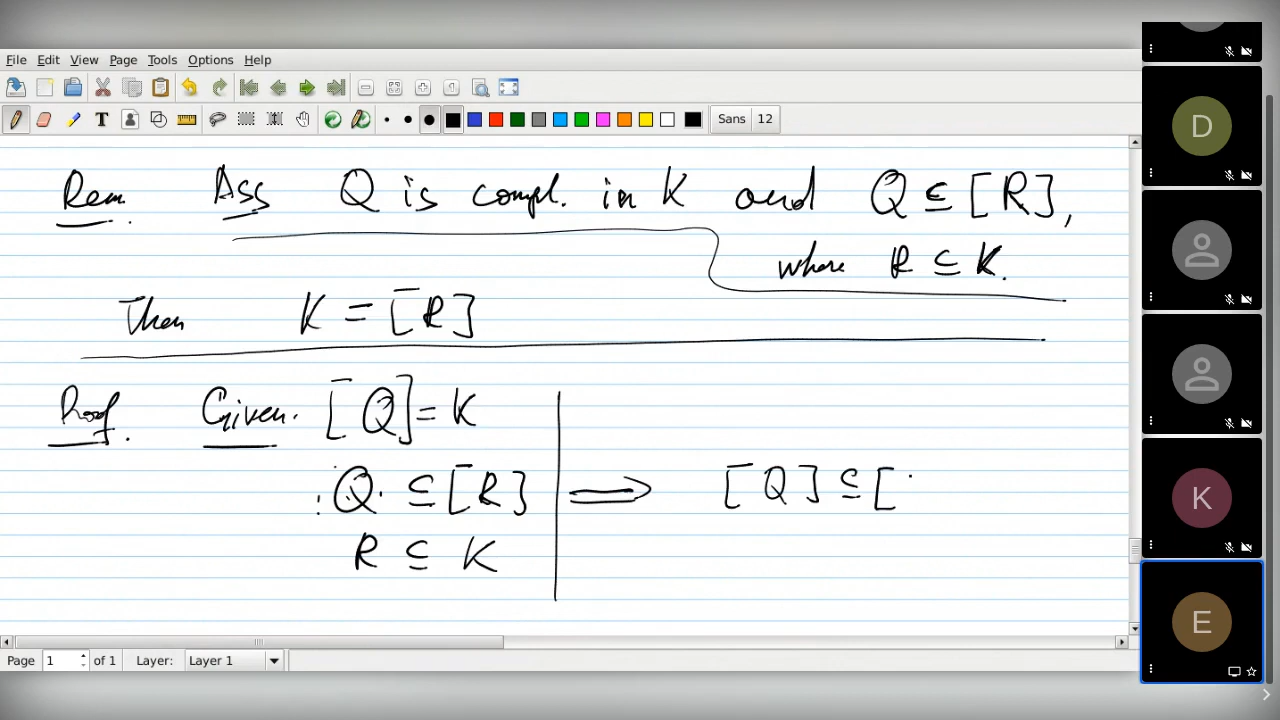 File Edit View Page Tools Options Help
Sans 12
Rem. Ass Q is compl. in K and Q ⊆ [R],
where R ⊆ K.
Then K = [R]
Proof. Given. [Q] = K
Q ⊆ [R] ⟹ [Q] ⊆ [
R ⊆ K
Page 1 of 1 Layer: Layer 1
D
K
E